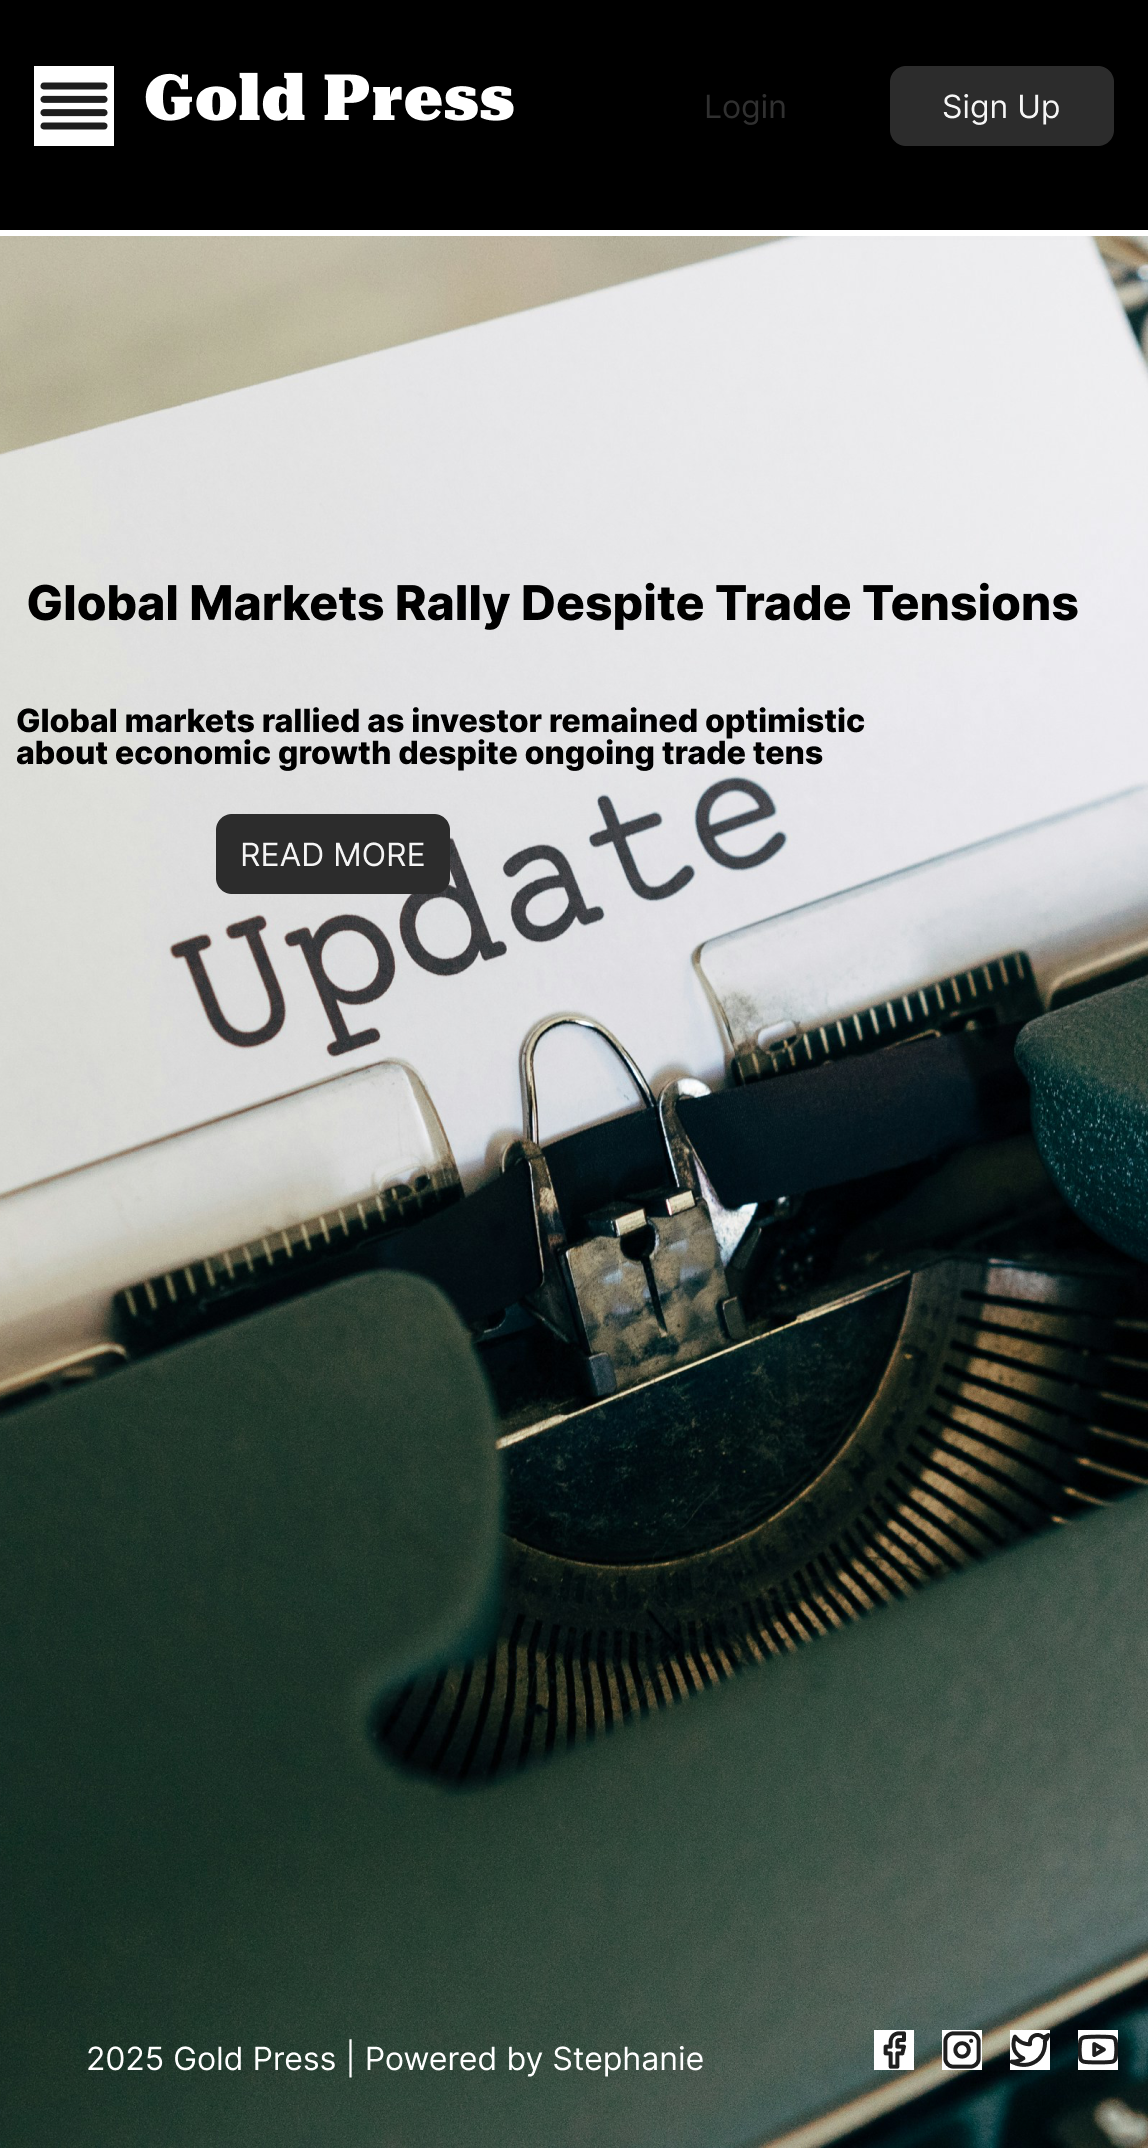 Gold Press
Login
Sign Up
Global Markets Rally Despite Trade Tensions
Global markets rallied as investor remained optimistic
about economic growth despite ongoing trade tens
READ MORE
Update
2025 Gold Press | Powered by Stephanie